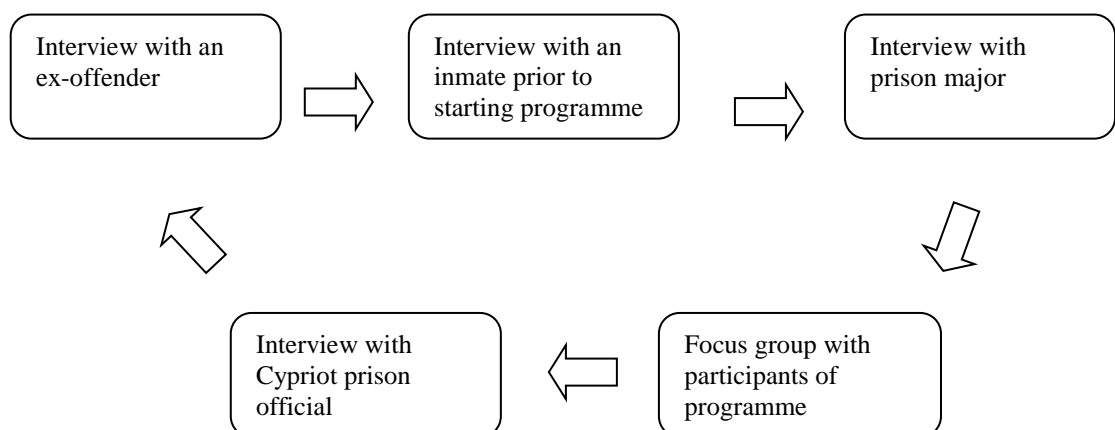 Interview with an
ex-offender
Interview with an
inmate prior to
starting programme
Interview with
prison major
Interview with
Cypriot prison
official
Focus group with
participants of
programme